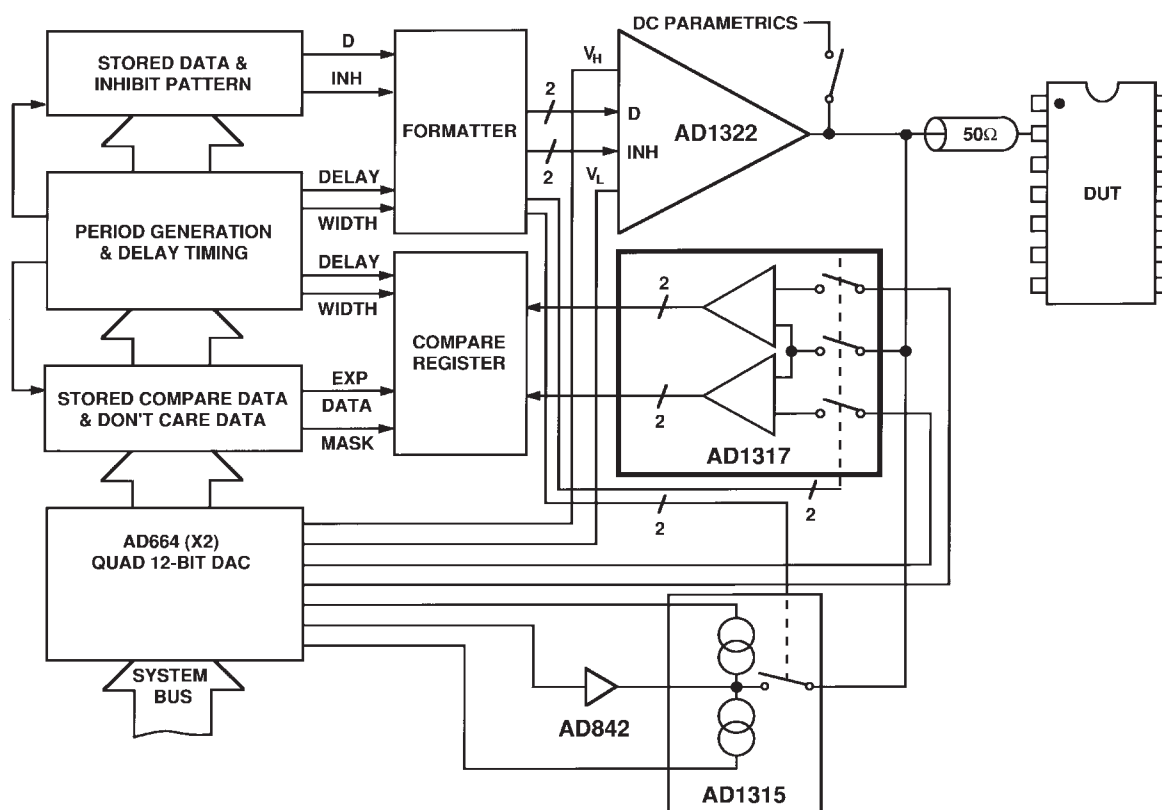 DC PARAMETRICS
STORED DATA &
INHIBIT PATTERN
D
INH
FORMATTER
2
2
V_H
D
INH
V_L
AD1322
50Ω
DUT
PERIOD GENERATION
& DELAY TIMING
DELAY
WIDTH
DELAY
WIDTH
COMPARE
REGISTER
2
2
AD1317
STORED COMPARE DATA
& DON'T CARE DATA
EXP
DATA
MASK
2
2
AD664 (X2)
QUAD 12-BIT DAC
SYSTEM
BUS
AD842
AD1315